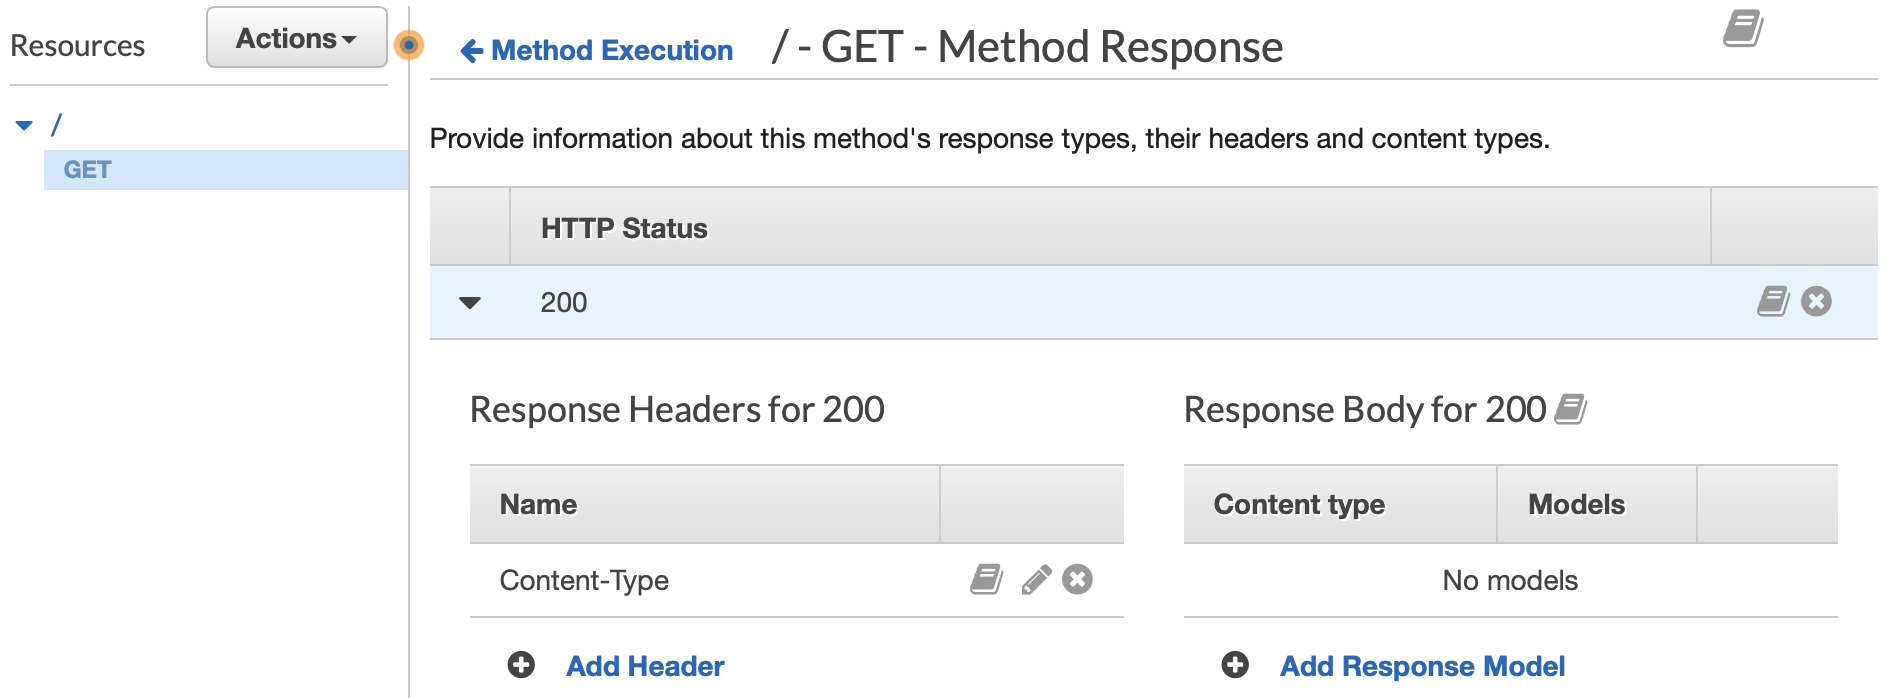 Resources
Actions
/
GET
Method Execution
/ - GET - Method Response
Provide information about this method's response types, their headers and content types.
HTTP Status
200
Response Headers for 200
Name
Content-Type
Add Header
Response Body for 200
Content type Models
No models
Add Response Model